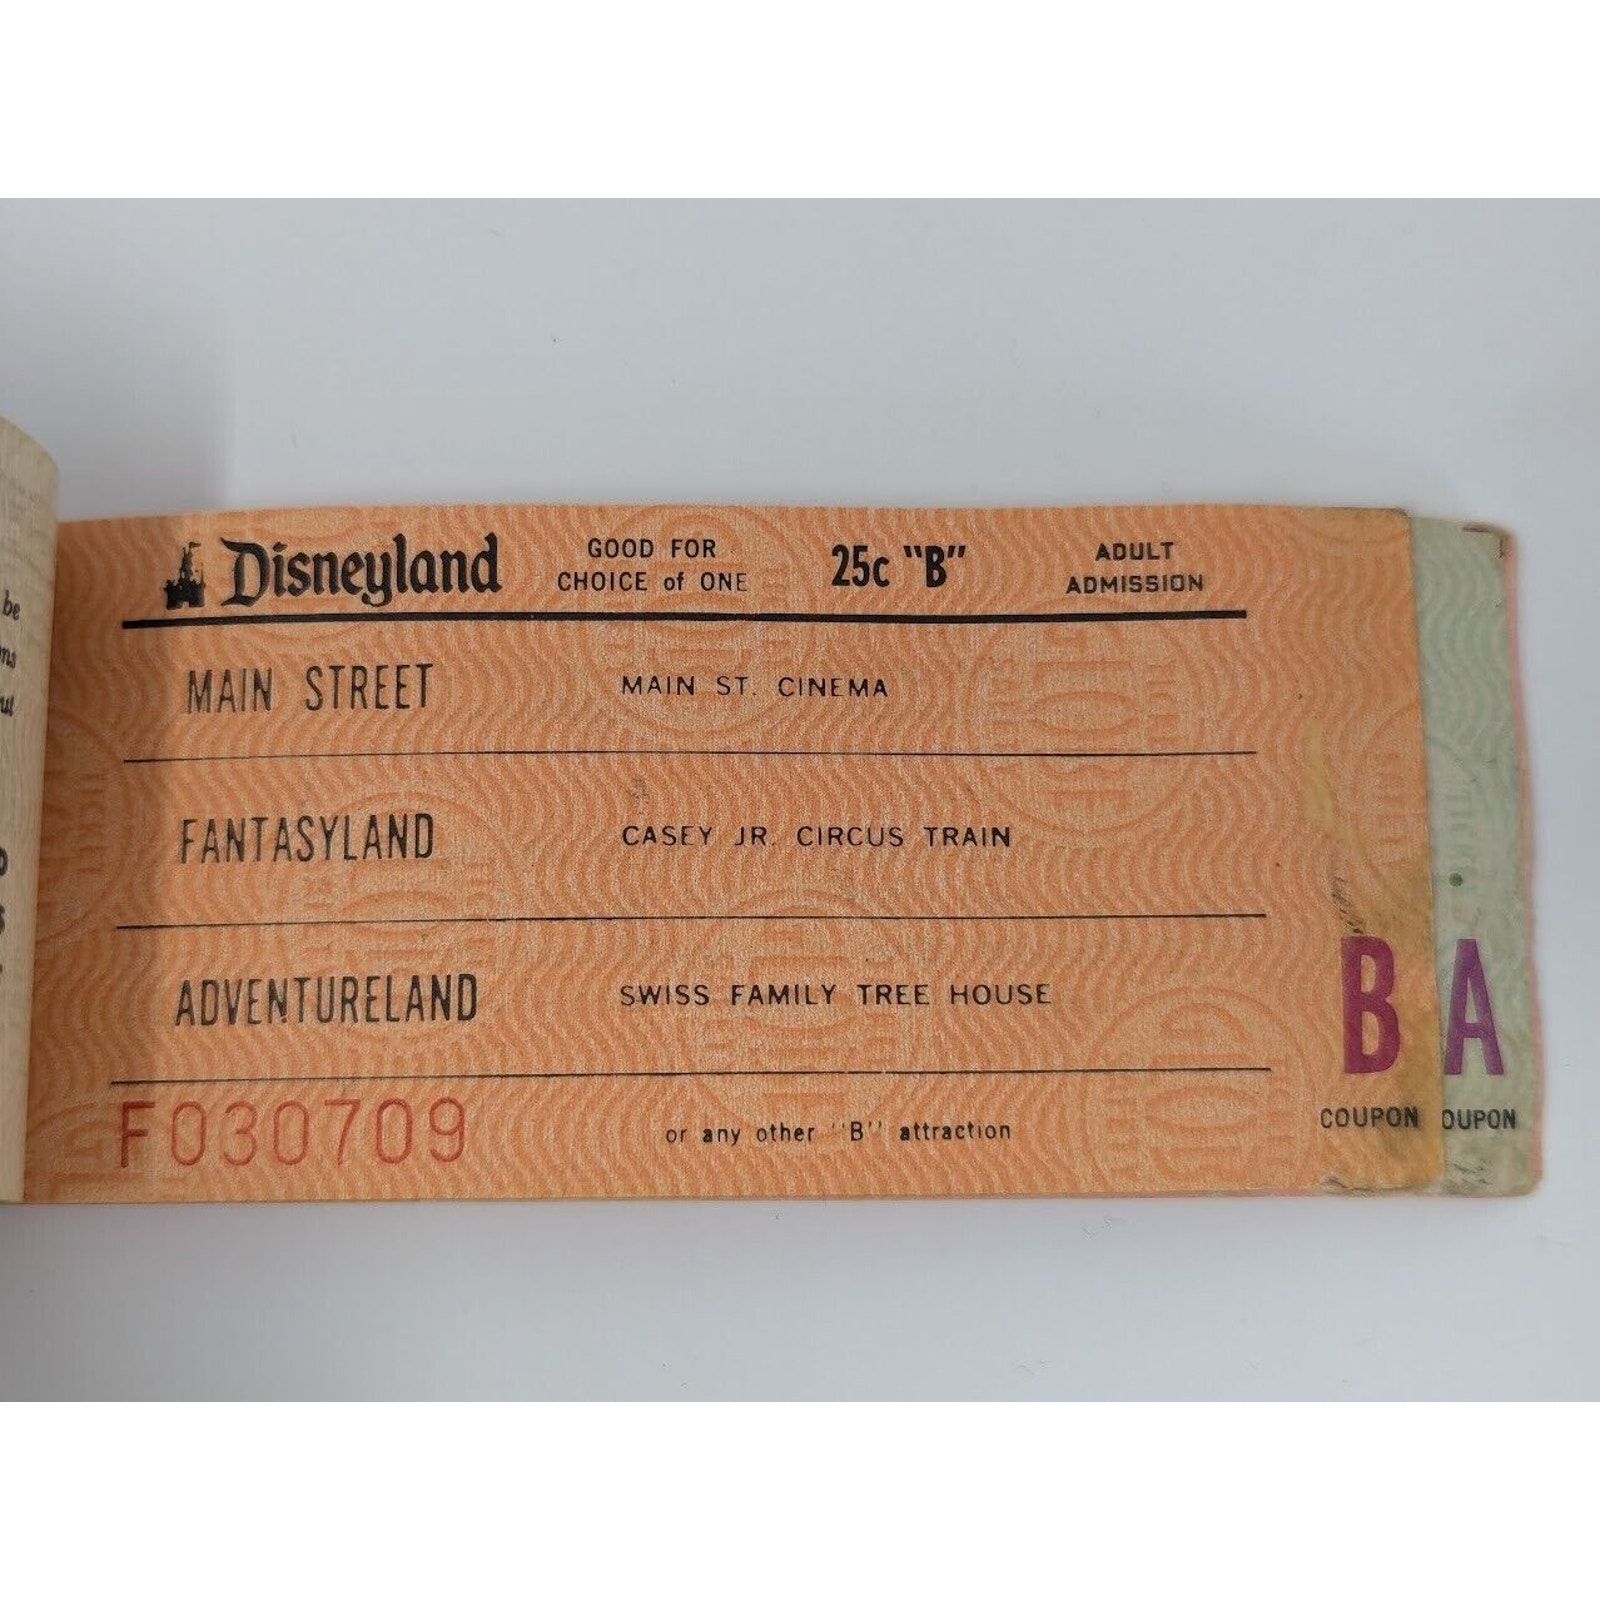 Disneyland GOOD FOR CHOICE of ONE 25c "B" ADULT ADMISSION
MAIN STREET MAIN ST. CINEMA
FANTASYLAND CASEY JR. CIRCUS TRAIN
ADVENTURELAND SWISS FAMILY TREE HOUSE
F030709 or any other "B" attraction
B COUPON
A OUPON
be